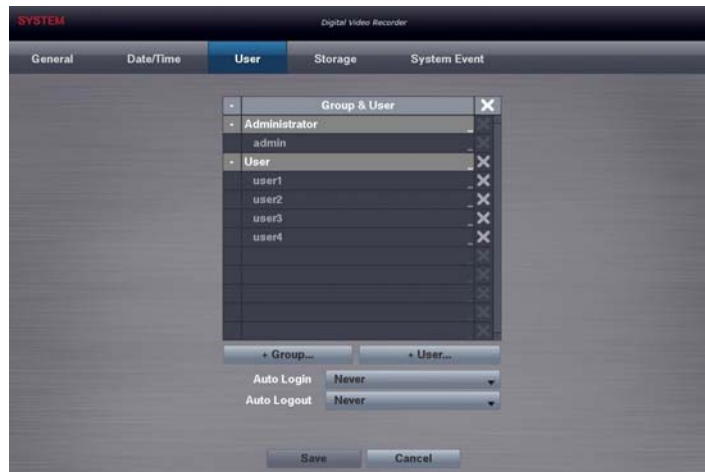 SYSTEM
Digital Video Recorder
General Date/Time User Storage System Event
- Group & User
- Administrator
admin
- User
user1
user2
user3
user4
+ Group... + User...
Auto Login Never
Auto Logout Never
Save Cancel